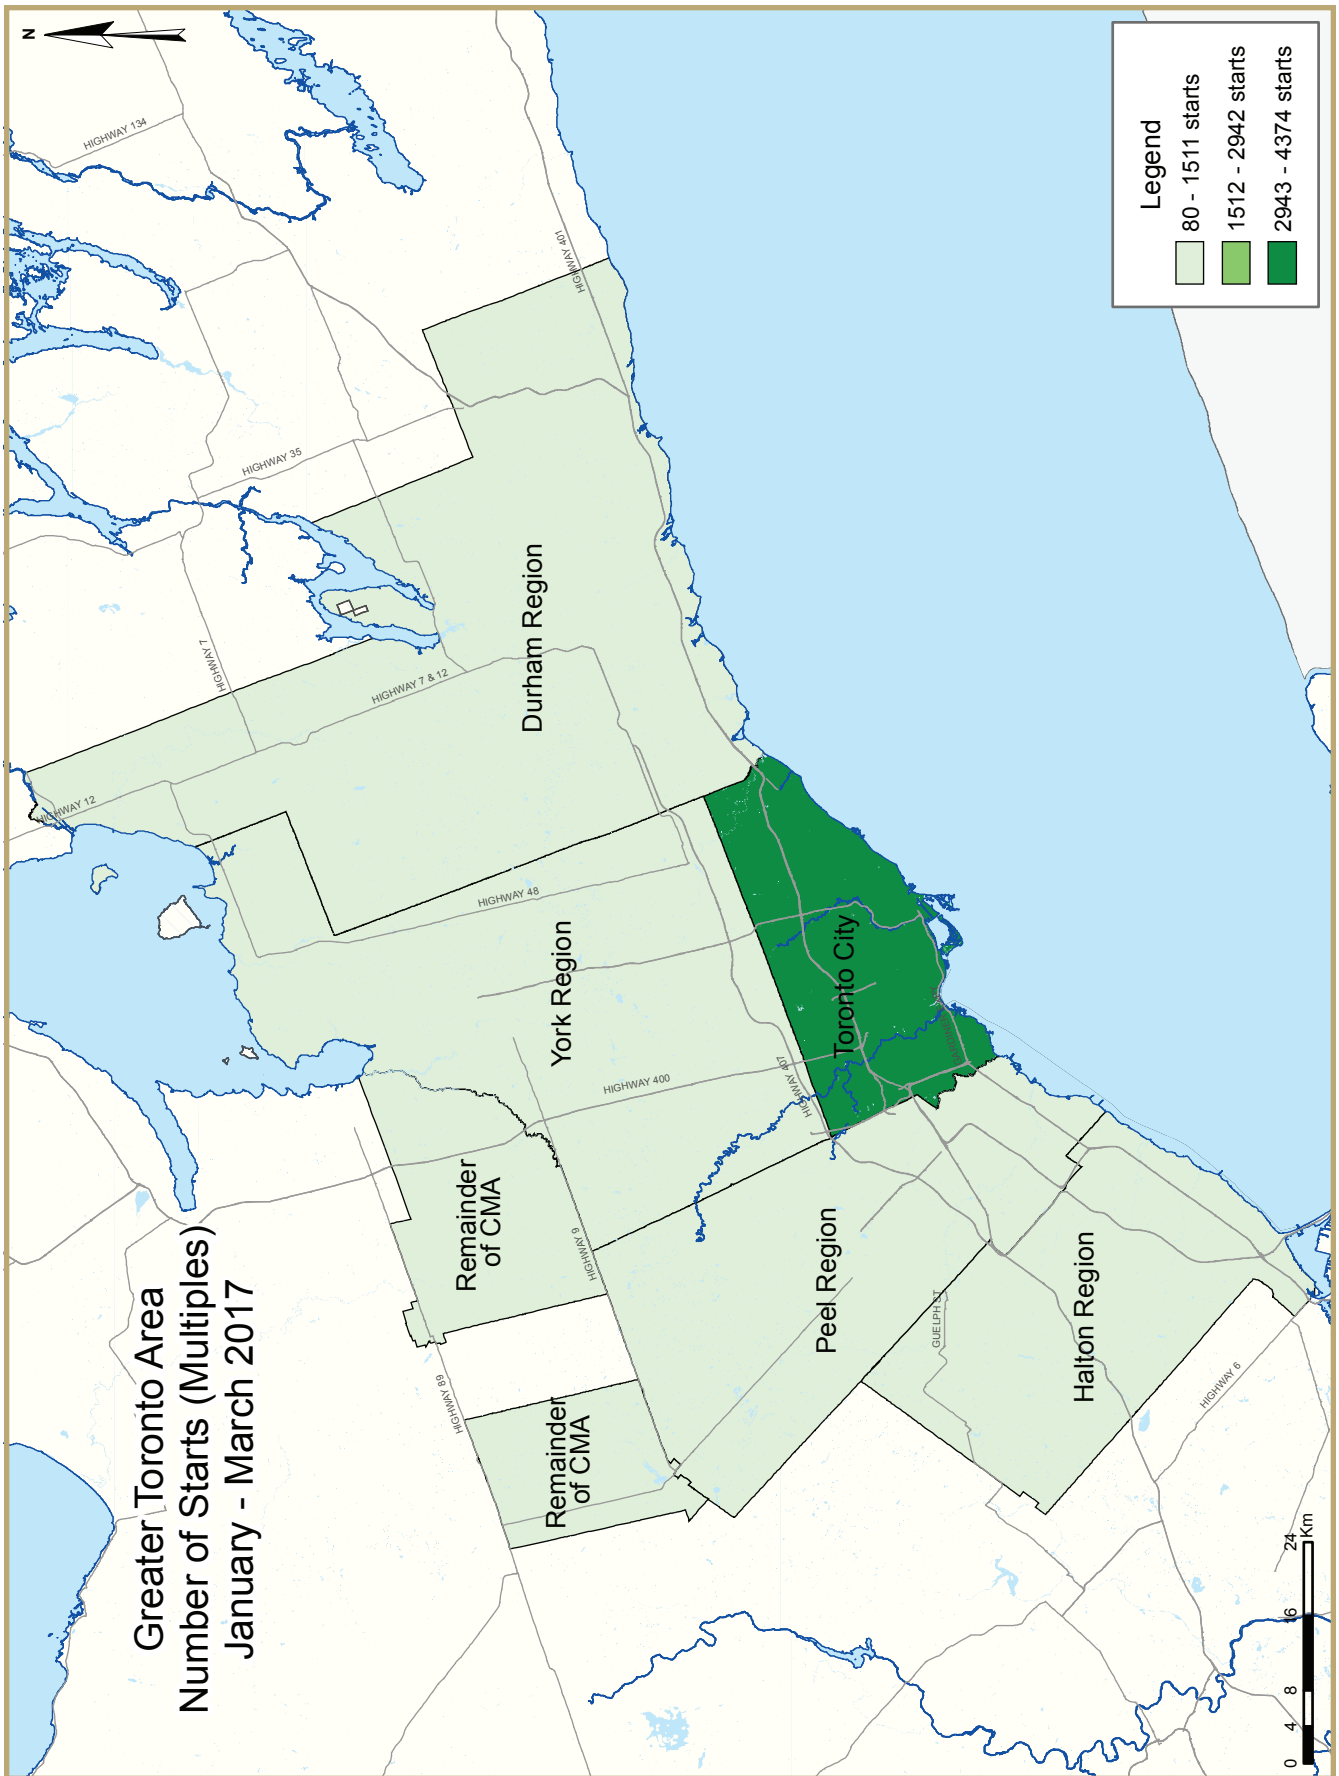 Greater Toronto Area
Number of Starts (Multiples)
January - March 2017
N
HIGHWAY 134
HIGHWAY 401
HIGHWAY 35
HIGHWAY 7
HIGHWAY 7 & 12
HIGHWAY 12
Durham Region
HIGHWAY 48
York Region
HIGHWAY 400
HIGHWAY 407
Toronto City
Remainder
of CMA
HIGHWAY 9
HIGHWAY 89
Remainder
of CMA
Peel Region
GUELPH ST
Halton Region
HIGHWAY 6
Legend
80 - 1511 starts
1512 - 2942 starts
2943 - 4374 starts
0 4 8 16 24
Km